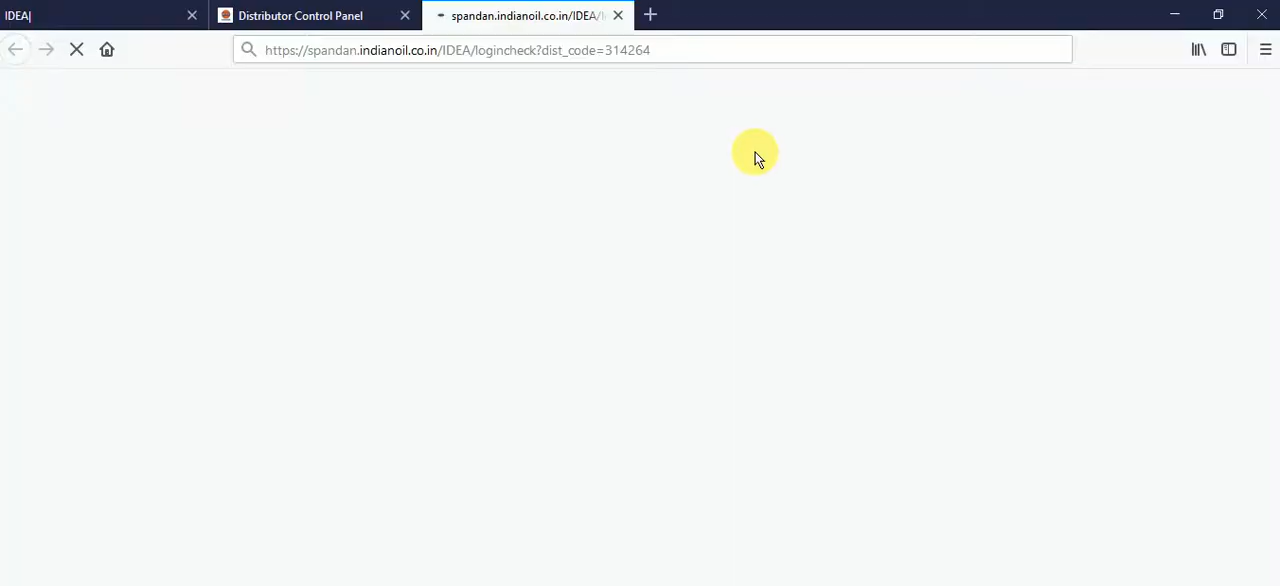 IDEA|
Distributor Control Panel
spandan.indianoil.co.in/IDEA/
https://spandan.indianoil.co.in/IDEA/logincheck?dist_code=314264